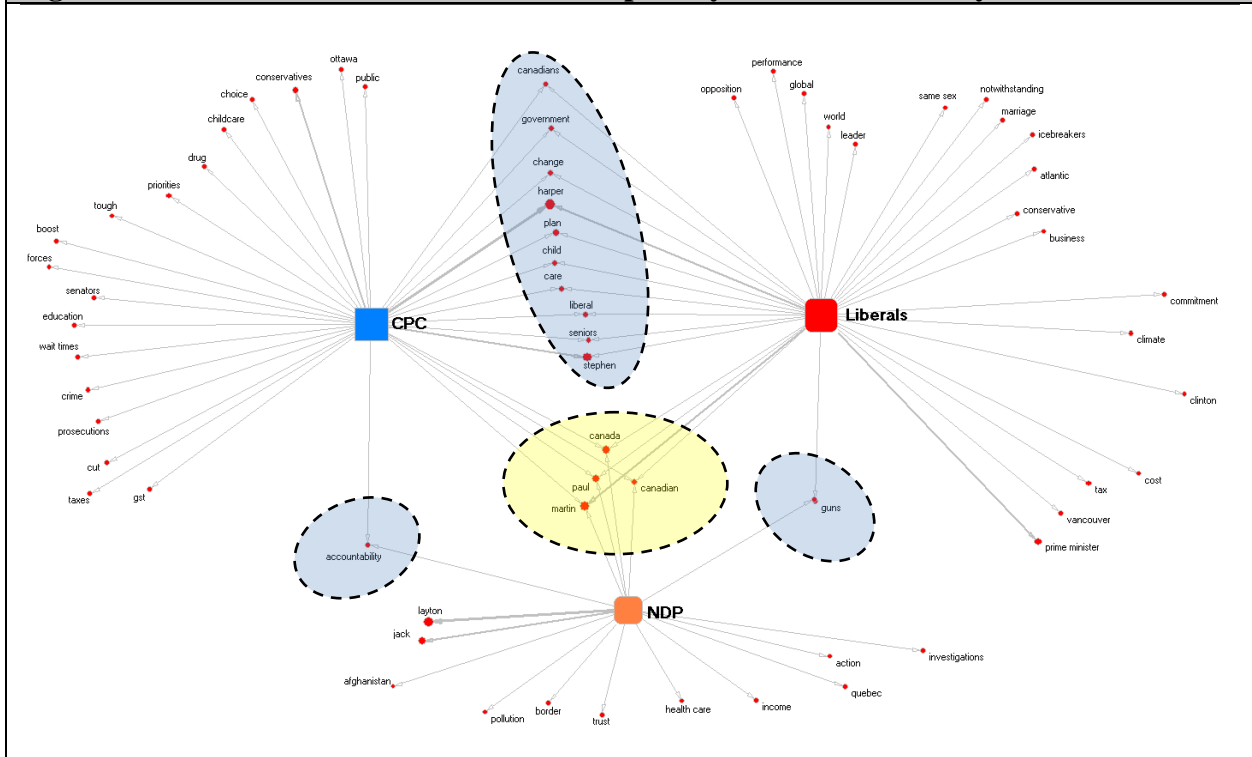 ottawa
conservatives
public
choice
childcare
drug
priorities
tough
boost
forces
senators
education
wait times
crime
prosecutions
cut
taxes
gst
CPC
canadians
government
change
harper
plan
child
care
liberal
seniors
stephen
opposition
performance
global
world
leader
same sex
notwithstanding
marriage
icebreakers
atlantic
conservative
business
commitment
climate
clinton
cost
tax
vancouver
prime minister
Liberals
canada
paul
canadian
martin
guns
accountability
NDP
layton
jack
afghanistan
pollution
border
trust
health care
income
quebec
action
investigations